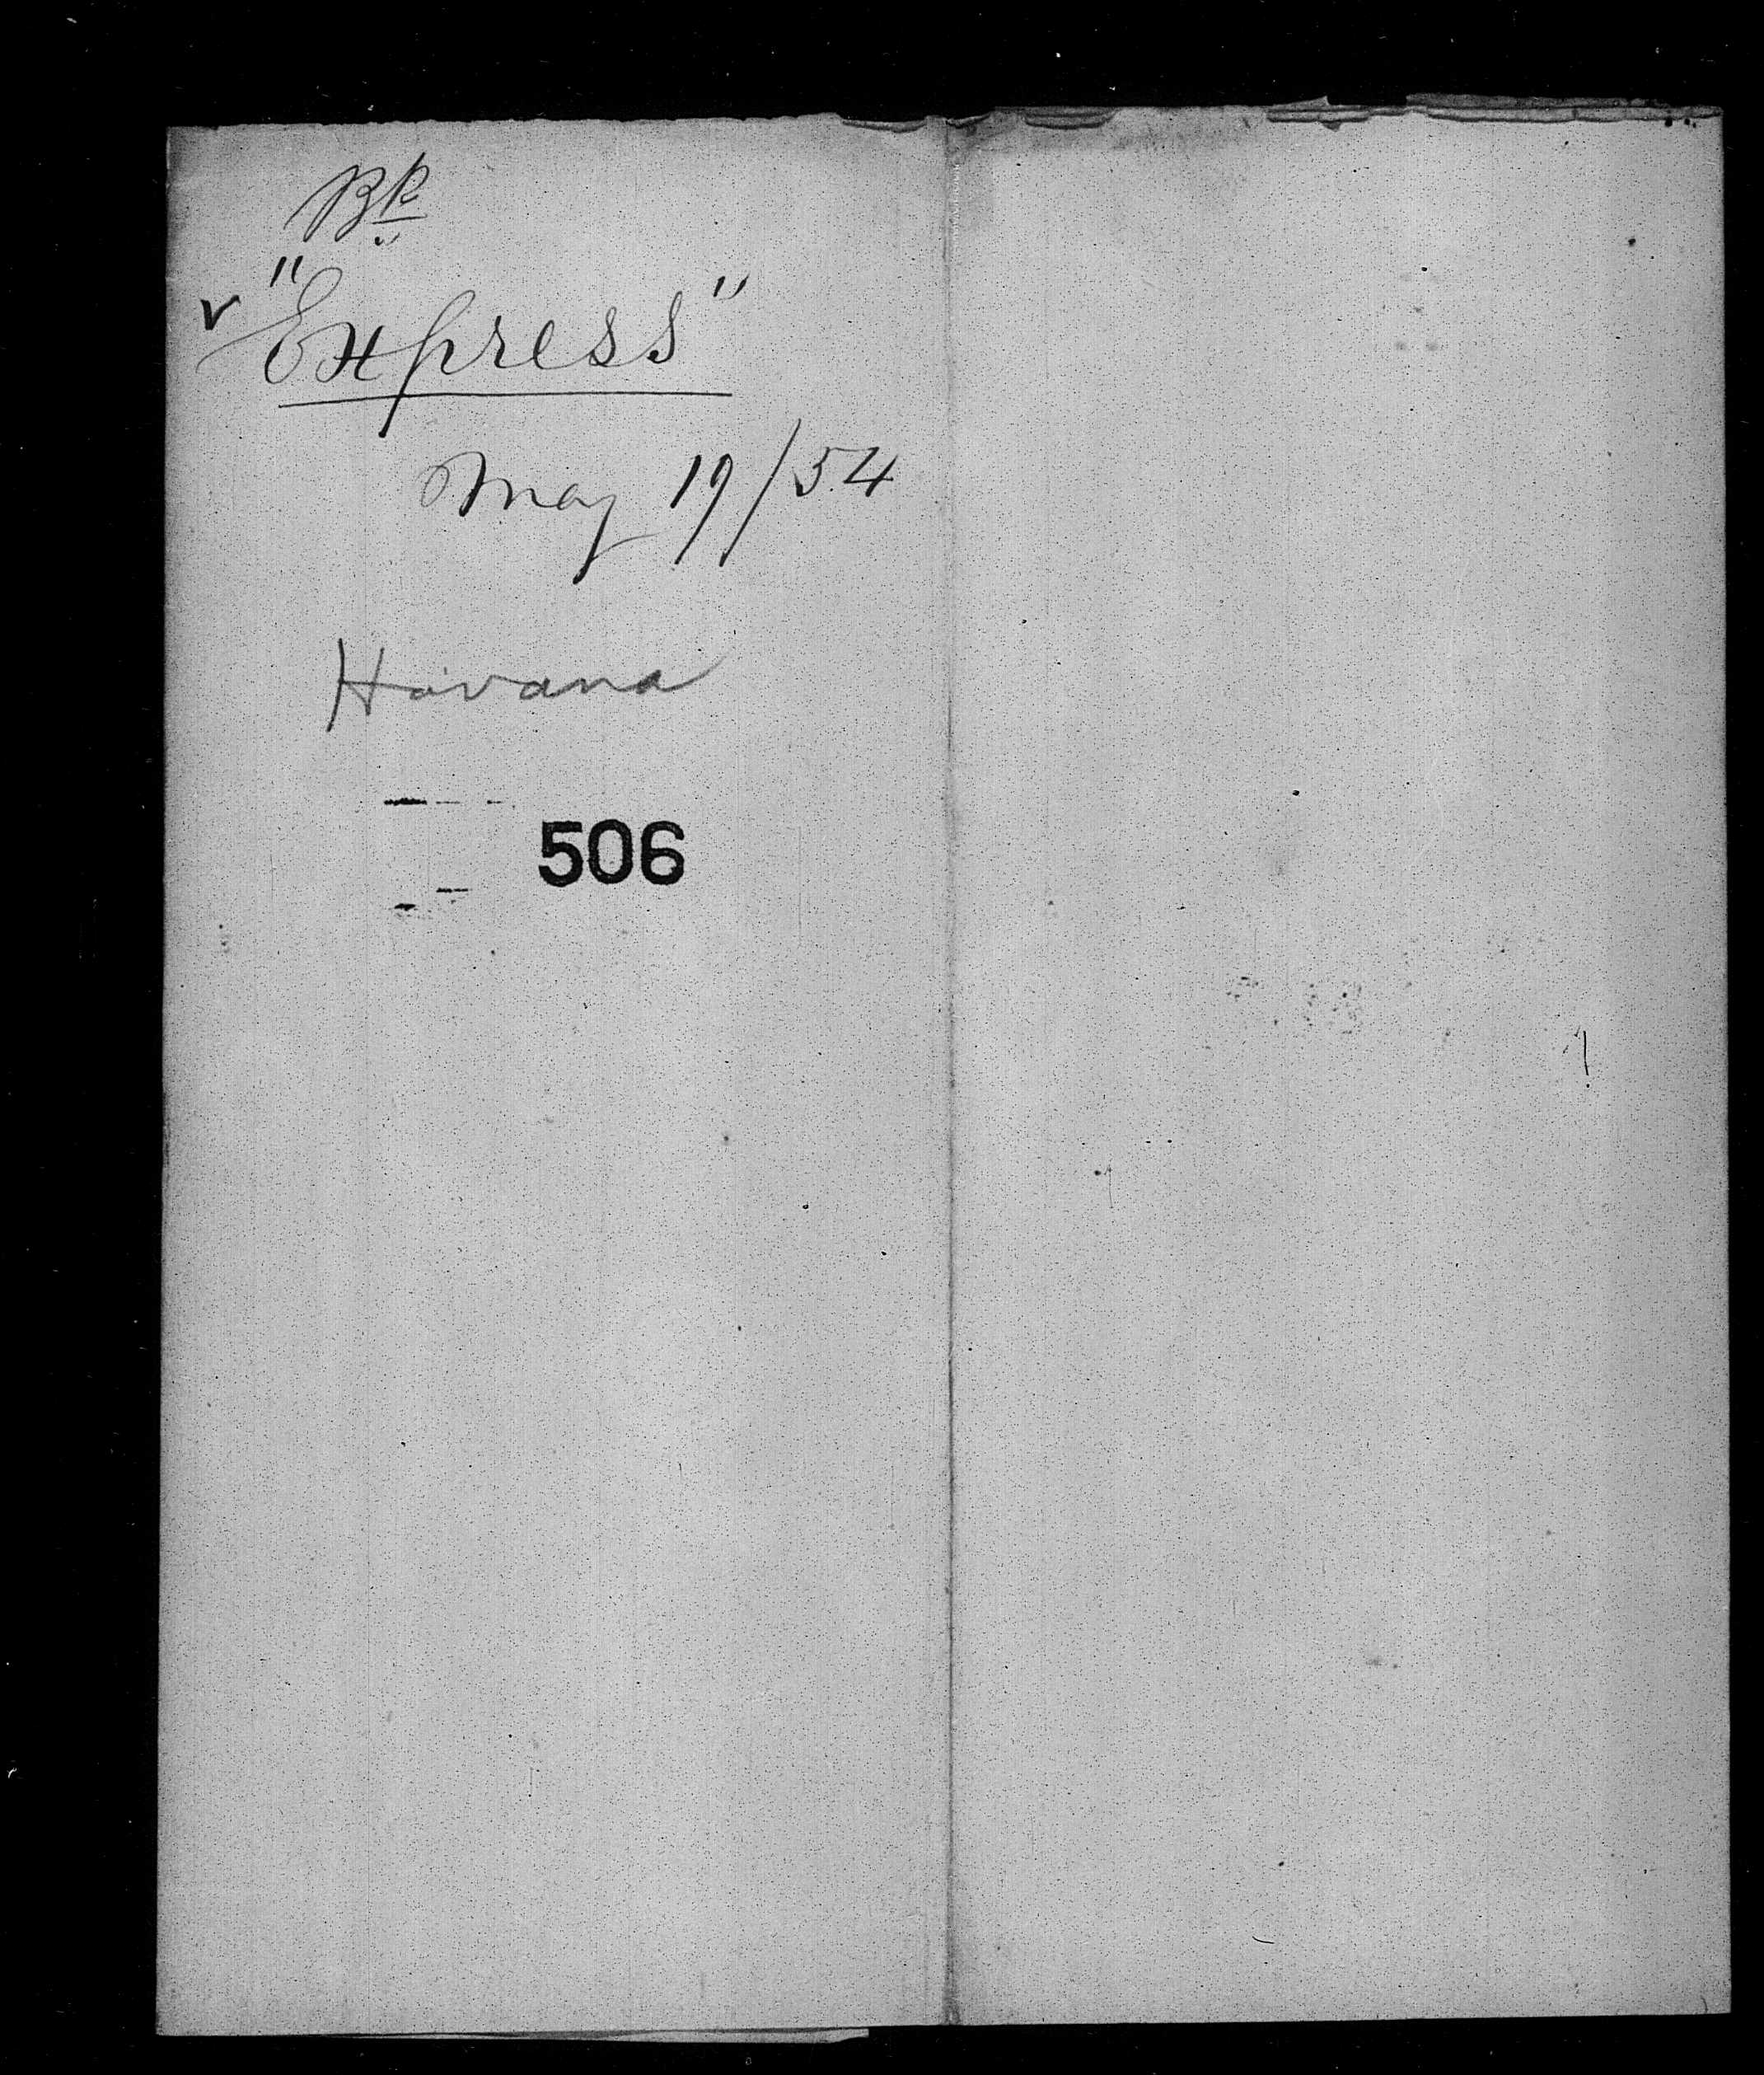 Bk
"Express"
May 19/54
Havana
506